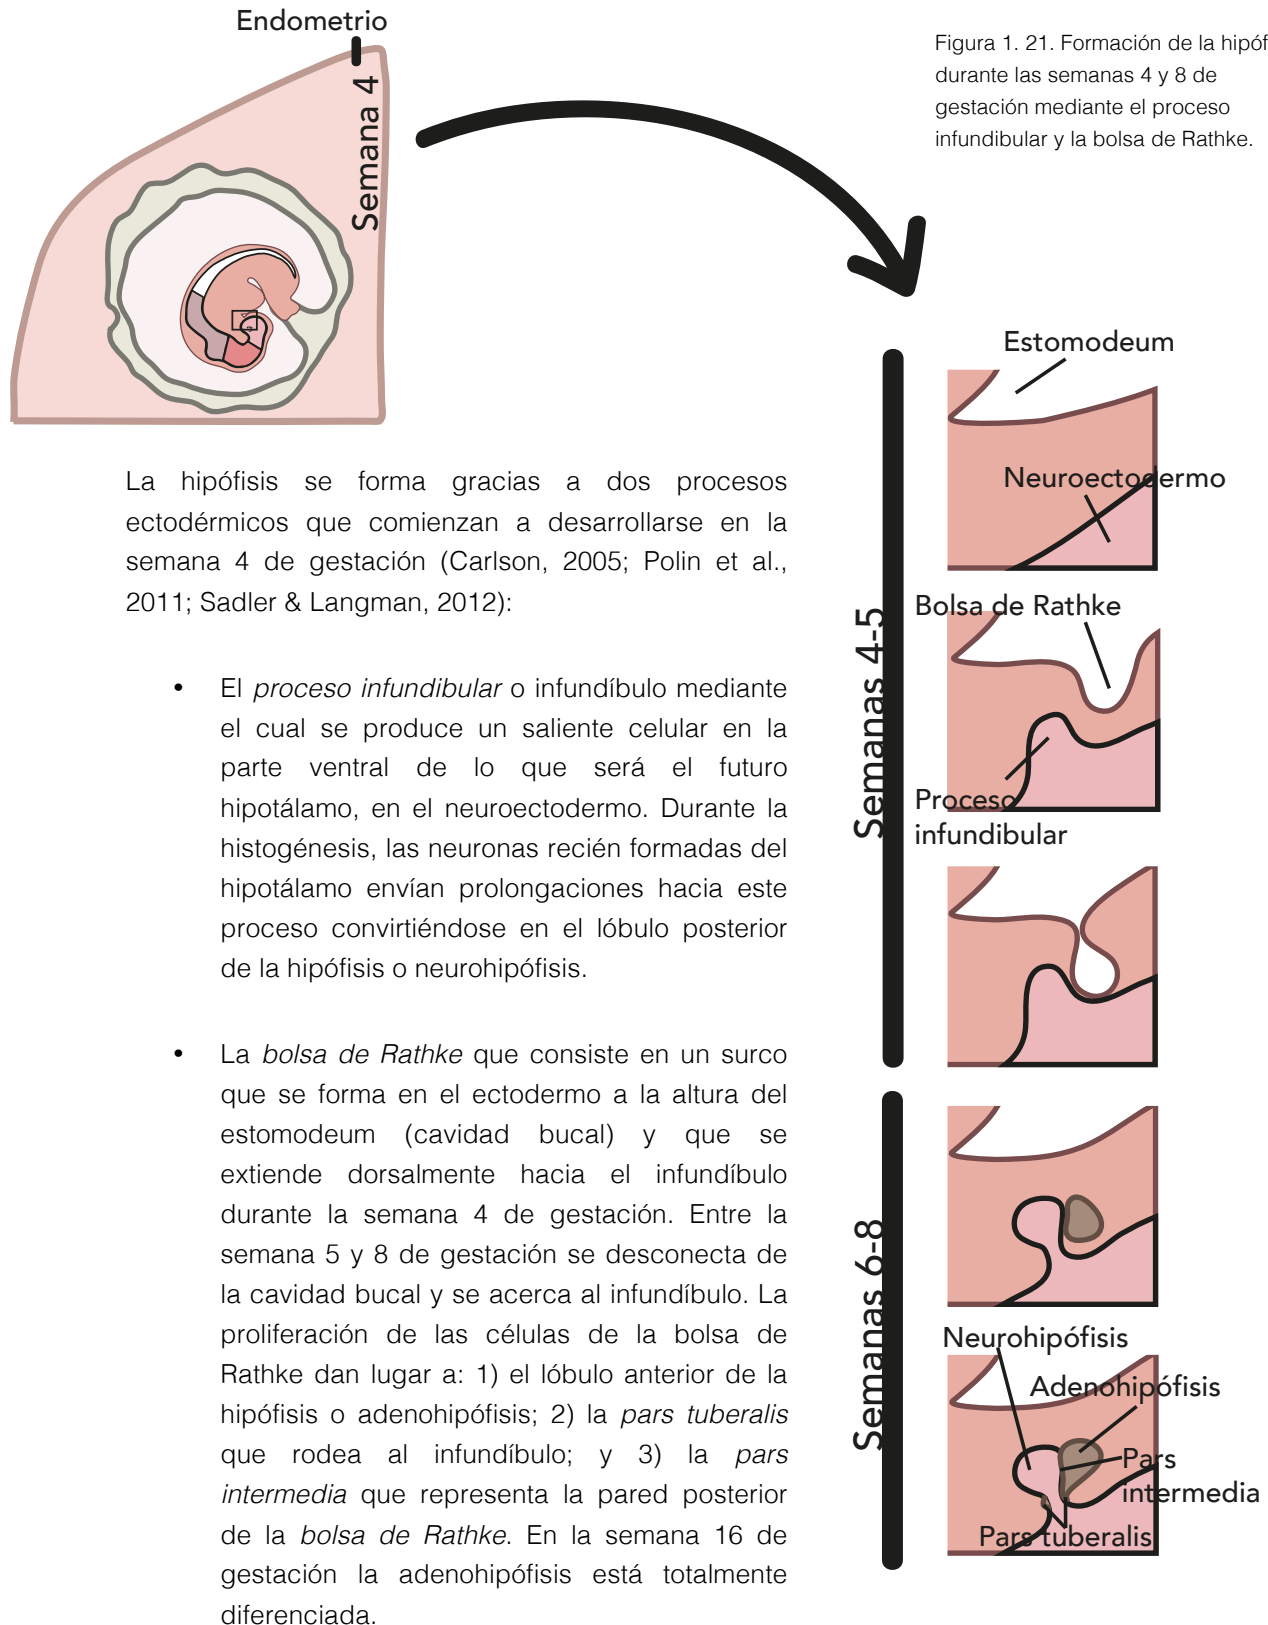 Endometrio
Semana 4
Figura 1. 21. Formación de la hipóf
durante las semanas 4 y 8 de
gestación mediante el proceso
infundibular y la bolsa de Rathke.
La hipófisis se forma gracias a dos procesos
ectodérmicos que comienzan a desarrollarse en la
semana 4 de gestación (Carlson, 2005; Polin et al.,
2011; Sadler & Langman, 2012):
• El proceso infundibular o infundíbulo mediante
el cual se produce un saliente celular en la
parte ventral de lo que será el futuro
hipotálamo, en el neuroectodermo. Durante la
histogénesis, las neuronas recién formadas del
hipotálamo envían prolongaciones hacia este
proceso convirtiéndose en el lóbulo posterior
de la hipófisis o neurohipófisis.
• La bolsa de Rathke que consiste en un surco
que se forma en el ectodermo a la altura del
estomodeum (cavidad bucal) y que se
extiende dorsalmente hacia el infundíbulo
durante la semana 4 de gestación. Entre la
semana 5 y 8 de gestación se desconecta de
la cavidad bucal y se acerca al infundíbulo. La
proliferación de las células de la bolsa de
Rathke dan lugar a: 1) el lóbulo anterior de la
hipófisis o adenohipófisis; 2) la pars tuberalis
que rodea al infundíbulo; y 3) la pars
intermedia que representa la pared posterior
de la bolsa de Rathke. En la semana 16 de
gestación la adenohipófisis está totalmente
diferenciada.
Semanas 4-5
Estomodeum
Neuroectodermo
Bolsa de Rathke
Proceso
infundibular
Semanas 6-8
Neurohipófisis
Adenohipófisis
Pars
intermedia
Pars tuberalis